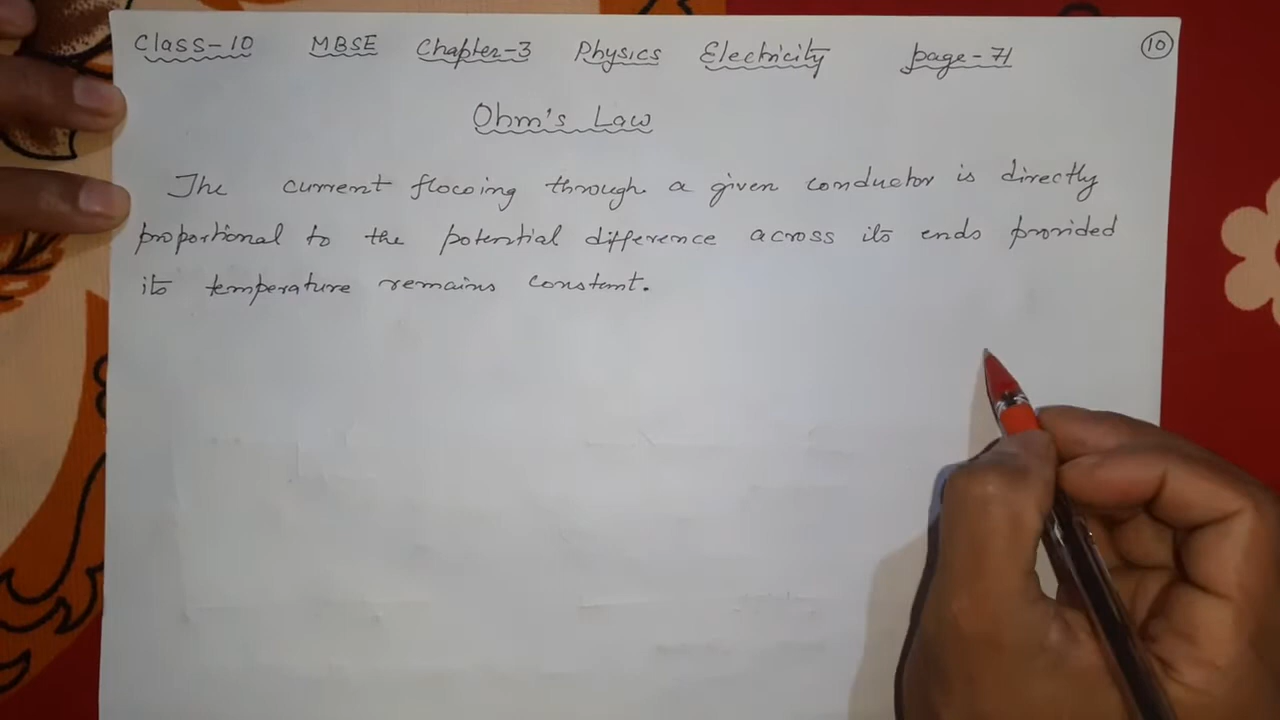 Class-10 MBSE Chapter-3 Physics Electricity page-71 10
Ohm's Law
The current flowing through a given conductor is directly
proportional to the potential difference across its ends provided
its temperature remains constant.